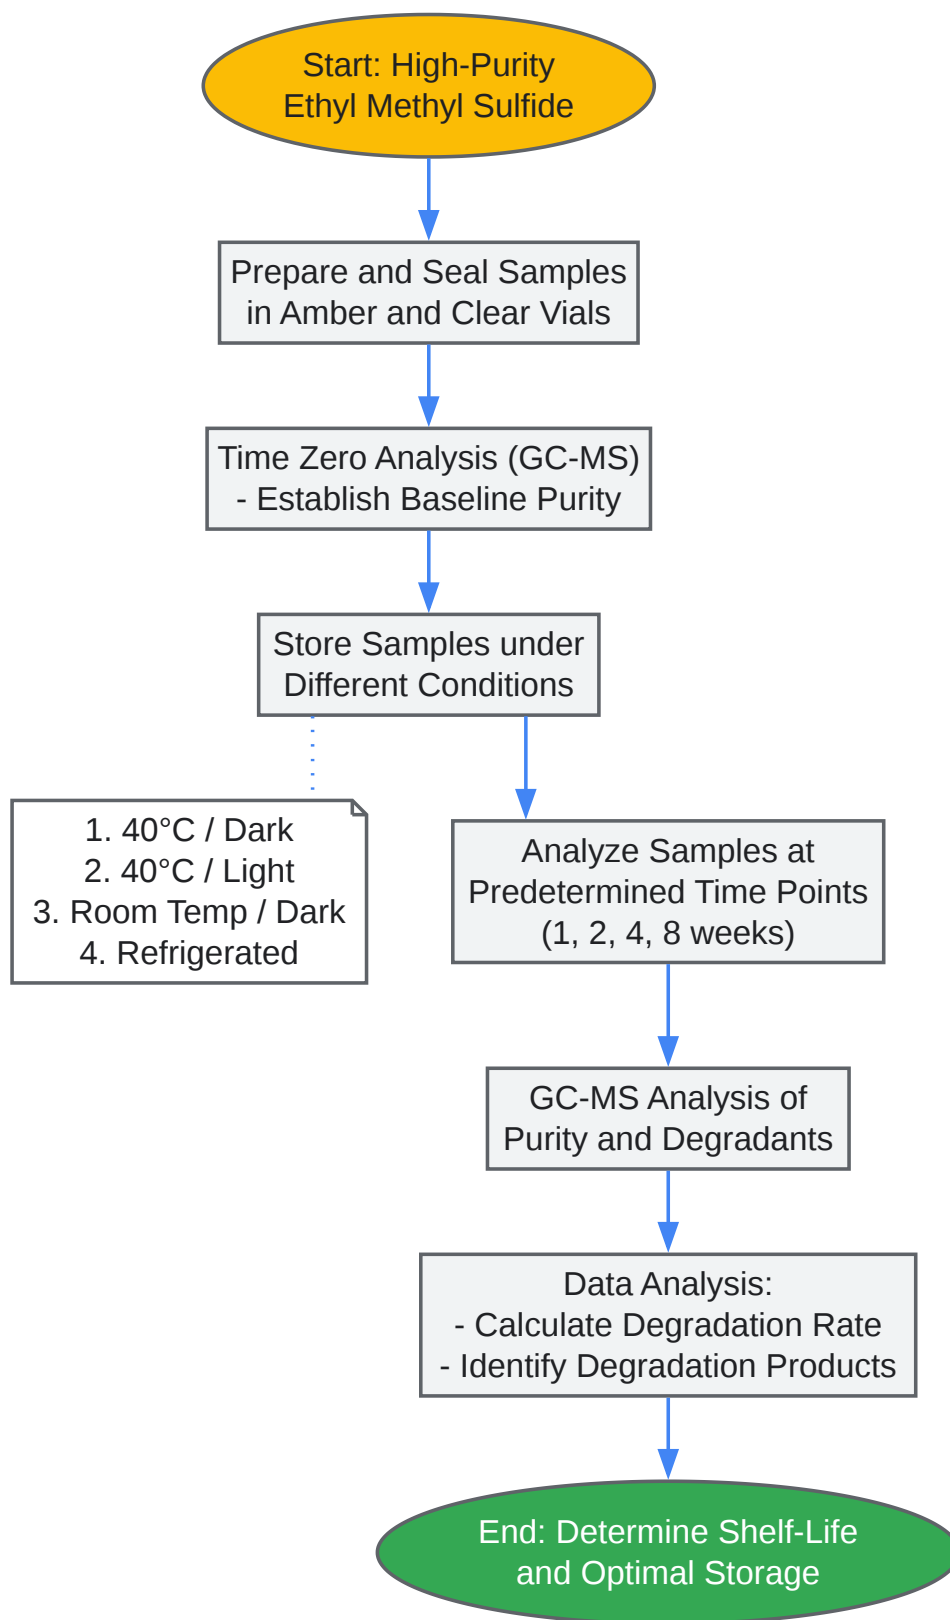 Start: High-Purity
Ethyl Methyl Sulfide
Prepare and Seal Samples
in Amber and Clear Vials
Time Zero Analysis (GC-MS)
- Establish Baseline Purity
Store Samples under
Different Conditions
1. 40°C / Dark
2. 40°C / Light
3. Room Temp / Dark
4. Refrigerated
Analyze Samples at
Predetermined Time Points
(1, 2, 4, 8 weeks)
GC-MS Analysis of
Purity and Degradants
Data Analysis:
- Calculate Degradation Rate
- Identify Degradation Products
End: Determine Shelf-Life
and Optimal Storage